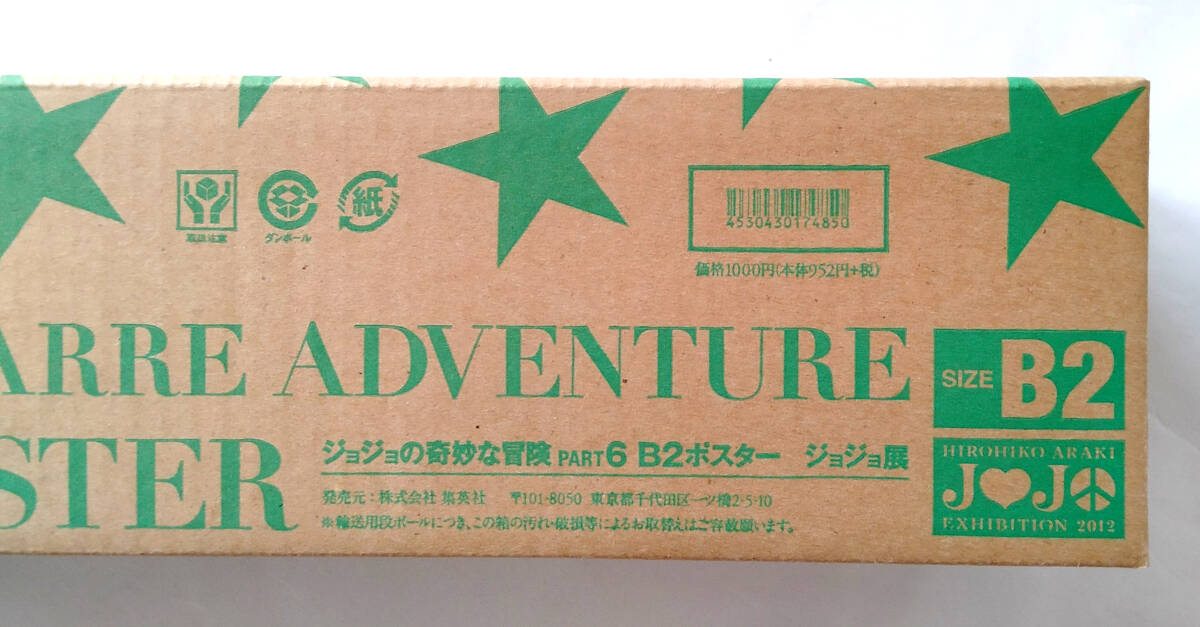 取扱注意
ダンボール
紙
4530430174850
価格1000円(本体952円+税)
ARRE ADVENTURE
SIZE B2
STER
ジョジョの奇妙な冒険 PART6 B2ポスター ジョジョ展
発売元:株式会社 集英社 〒101-8050 東京都千代田区一ツ橋2-5-10
※輸送用段ボールにつき、この箱の汚れ・破損等によるお取替えはご容赦願います。
HIROHIKO ARAKI
J♥J☮
EXHIBITION 2012